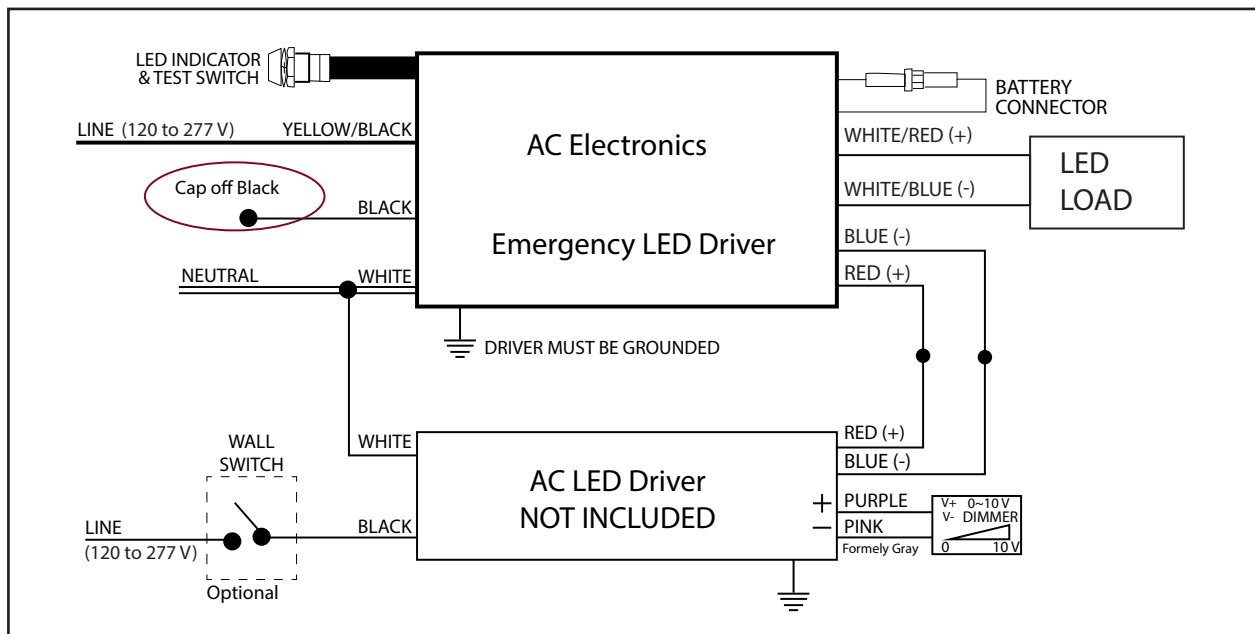 LED INDICATOR
& TEST SWITCH
BATTERY
CONNECTOR
LINE (120 to 277 V)
YELLOW/BLACK
AC Electronics
Emergency LED Driver
WHITE/RED (+)
WHITE/BLUE (-)
LED
LOAD
Cap off Black
BLACK
BLUE (-)
RED (+)
NEUTRAL
WHITE
DRIVER MUST BE GROUNDED
WALL
SWITCH
WHITE
AC LED Driver
NOT INCLUDED
RED (+)
BLUE (-)
+ PURPLE
− PINK
Formely Gray
V+ 0~10 V
V- DIMMER
0 10 V
LINE
(120 to 277 V)
BLACK
Optional